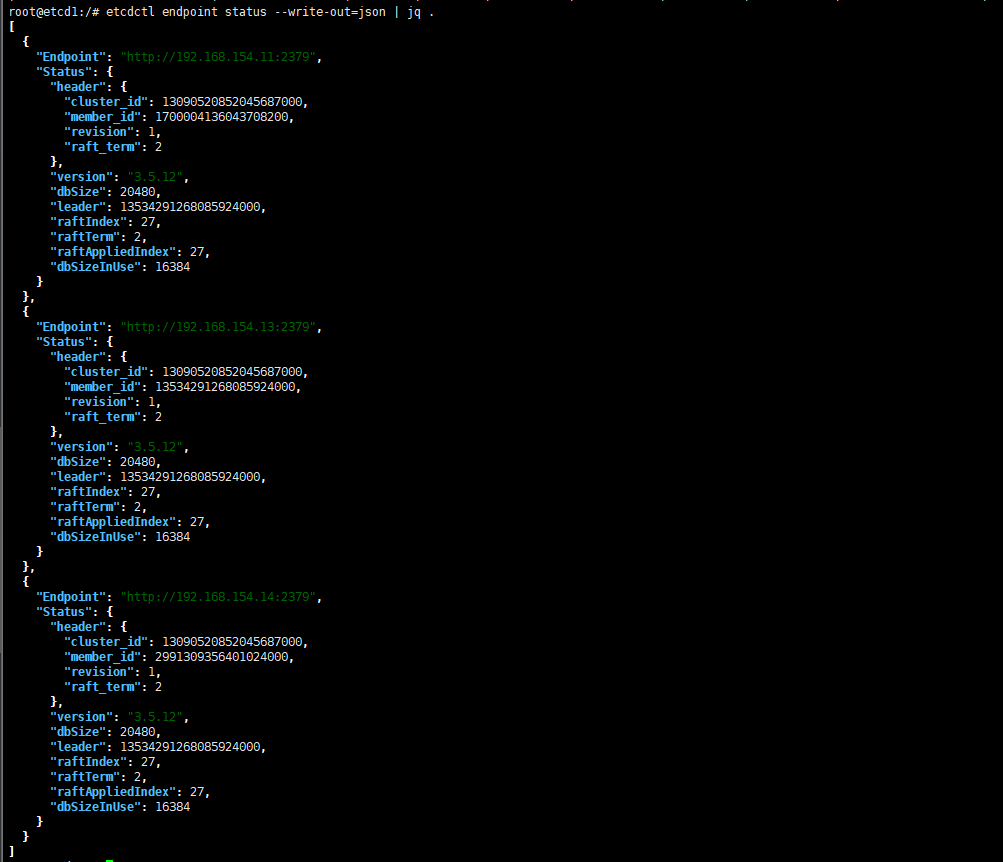 root@etcd1:/# etcdctl endpoint status --write-out=json | jq .
[
  {
    "Endpoint": "http://192.168.154.11:2379",
    "Status": {
      "header": {
        "cluster_id": 13090520852045687000,
        "member_id": 1700004136043708200,
        "revision": 1,
        "raft_term": 2
      },
      "version": "3.5.12",
      "dbSize": 20480,
      "leader": 13534291268085924000,
      "raftIndex": 27,
      "raftTerm": 2,
      "raftAppliedIndex": 27,
      "dbSizeInUse": 16384
    }
  },
  {
    "Endpoint": "http://192.168.154.13:2379",
    "Status": {
      "header": {
        "cluster_id": 13090520852045687000,
        "member_id": 13534291268085924000,
        "revision": 1,
        "raft_term": 2
      },
      "version": "3.5.12",
      "dbSize": 20480,
      "leader": 13534291268085924000,
      "raftIndex": 27,
      "raftTerm": 2,
      "raftAppliedIndex": 27,
      "dbSizeInUse": 16384
    }
  },
  {
    "Endpoint": "http://192.168.154.14:2379",
    "Status": {
      "header": {
        "cluster_id": 13090520852045687000,
        "member_id": 2991309356401024000,
        "revision": 1,
        "raft_term": 2
      },
      "version": "3.5.12",
      "dbSize": 20480,
      "leader": 13534291268085924000,
      "raftIndex": 27,
      "raftTerm": 2,
      "raftAppliedIndex": 27,
      "dbSizeInUse": 16384
    }
  }
]